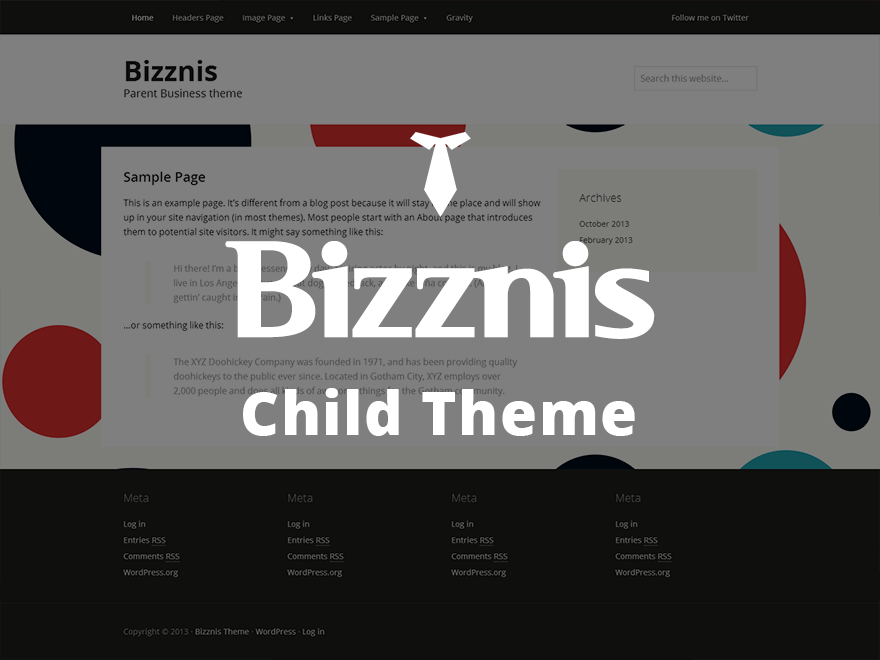 Home Headers Page Image Page Links Page Sample Page Gravity Follow me on Twitter
Bizznis
Parent Business theme
Search this website...
Sample Page
This is an example page. It's different from a blog post because it will stay place and will show
up in your site navigation (in most themes). Most people start with an About page that introduces
them to potential site visitors. It might say something like this:
Archives
October 2013
February 2013
Bizznis
Hi there! I'm a
live in Los
gettin' caught
...or something like this:
The XYZ Doohickey Company was founded in 1971, and has been providing quality
doohickeys to the public ever since. Located in Gotham City, XYZ employs over
2,000 people and does all of things the Gotham community.
Child Theme
Meta Meta Meta Meta
Log in Log in Log in Log in
Entries RSS Entries RSS Entries RSS Entries RSS
Comments RSS Comments RSS Comments RSS Comments RSS
WordPress.org WordPress.org WordPress.org WordPress.org
Copyright © 2013 · Bizznis Theme · WordPress · Log in